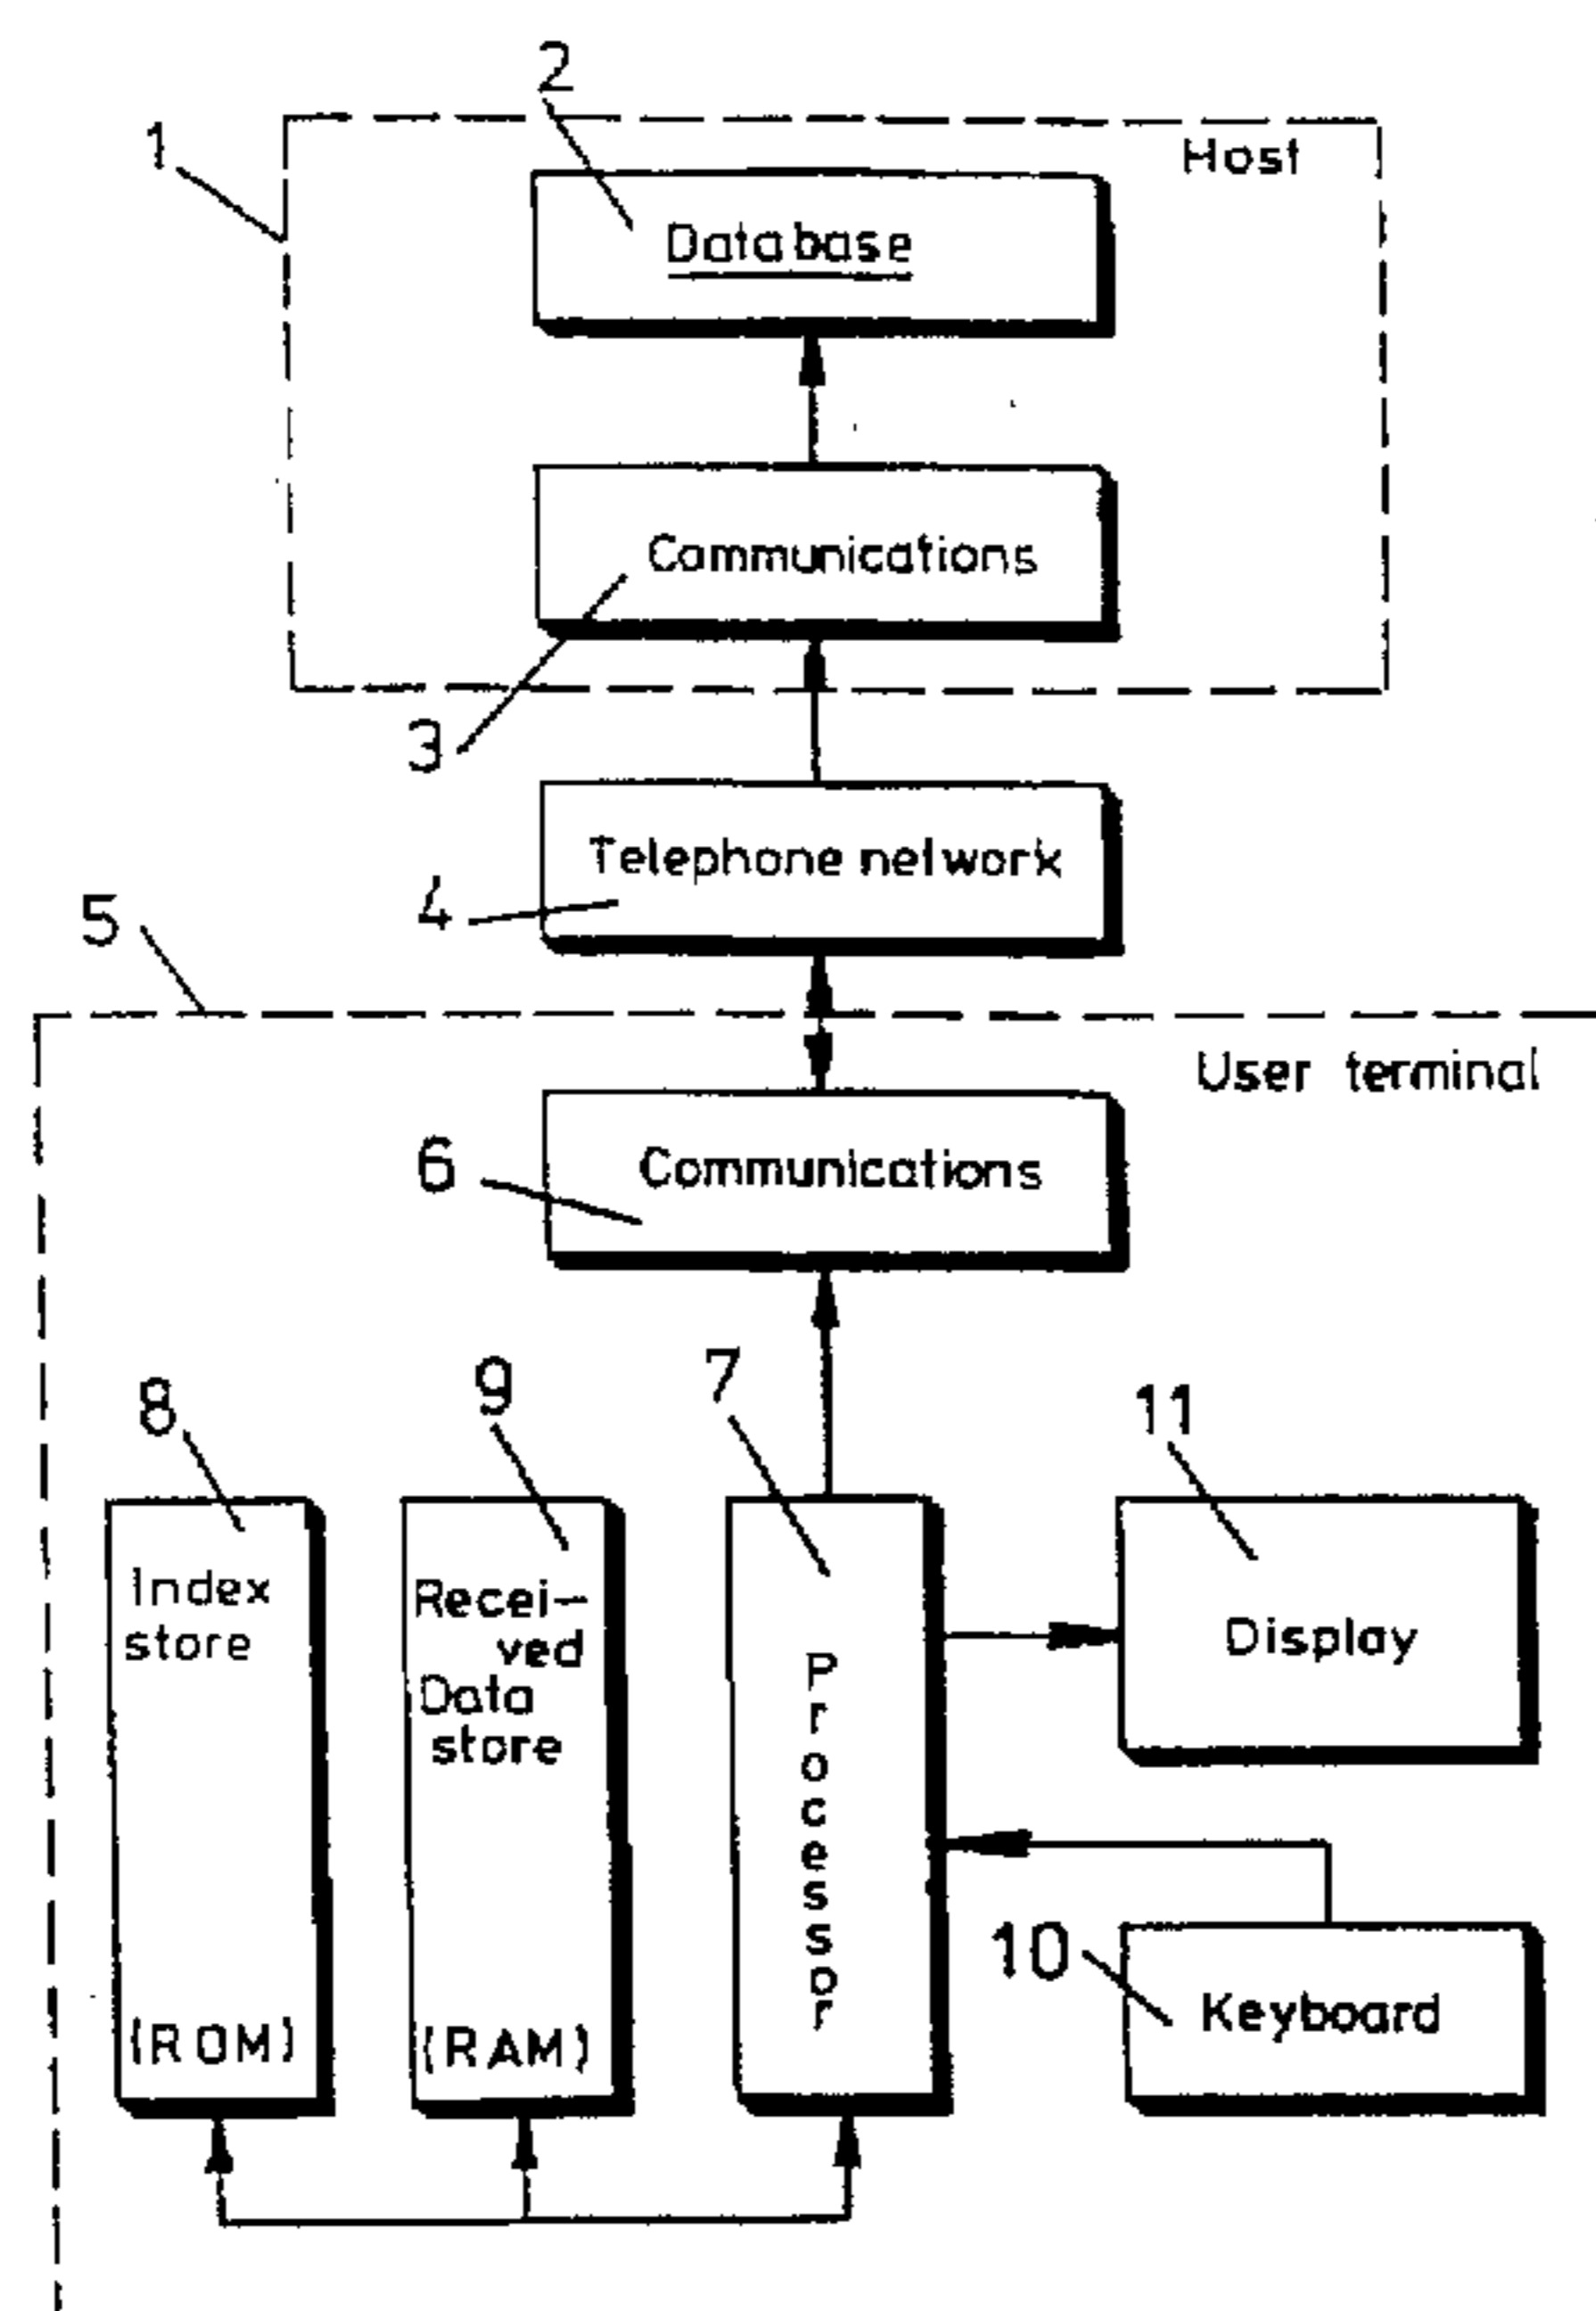 2
1
Host
Database
Communications
3
Telephone network
4
5
User terminal
Communications
6
8
9
7
11
Index
store
(ROM)
Recei-
ved
Data
store
(RAM)
Processor
Display
10
Keyboard